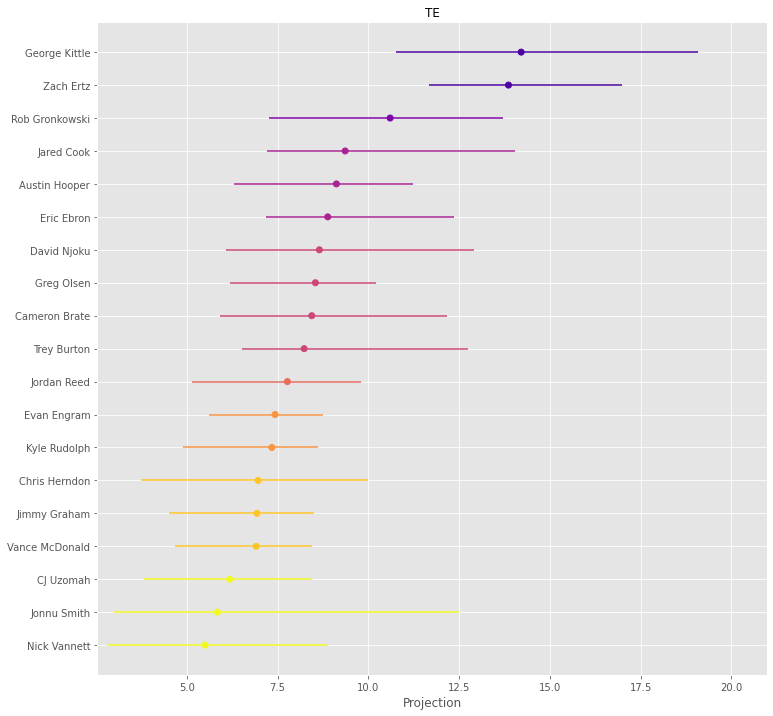 TE
George Kittle
Zach Ertz
Rob Gronkowski
Jared Cook
Austin Hooper
Eric Ebron
David Njoku
Greg Olsen
Cameron Brate
Trey Burton
Jordan Reed
Evan Engram
Kyle Rudolph
Chris Herndon
Jimmy Graham
Vance McDonald
CJ Uzomah
Jonnu Smith
Nick Vannett
5.0 7.5 10.0 12.5 15.0 17.5 20.0
Projection